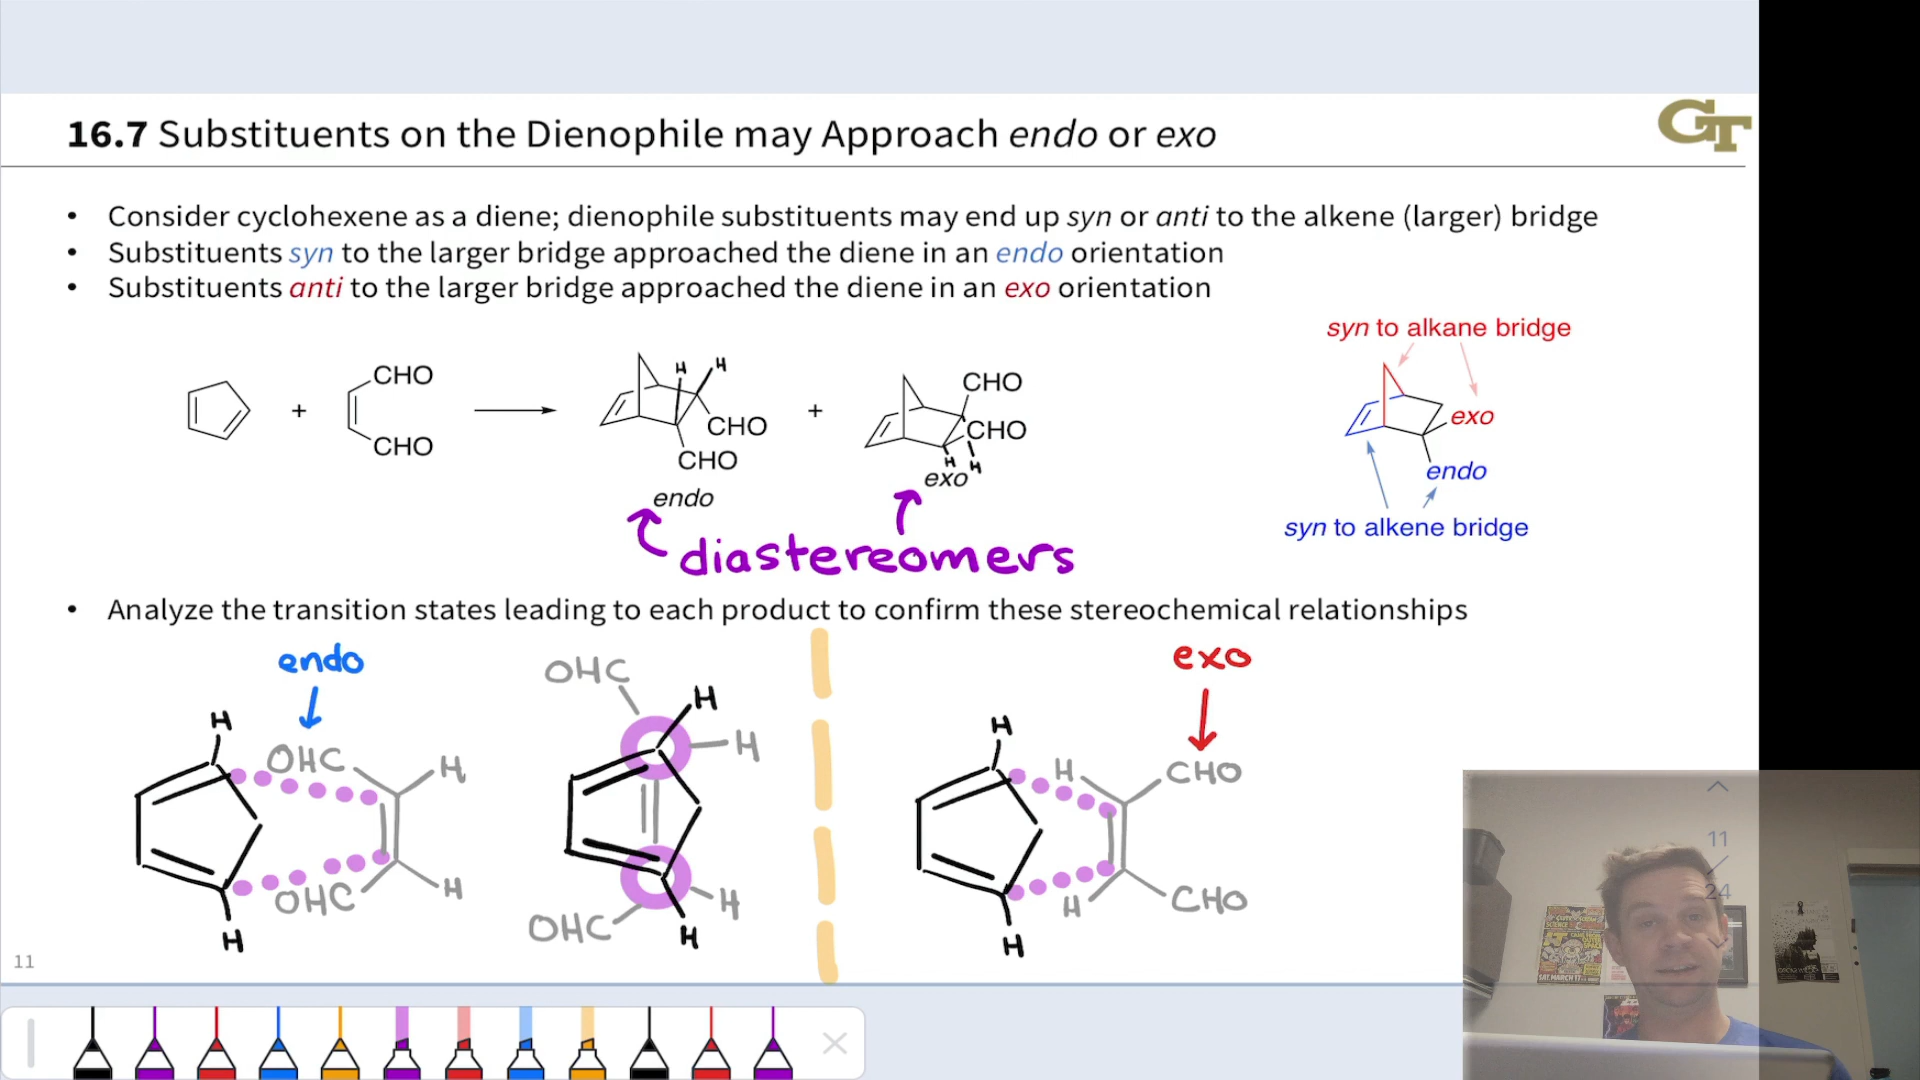 16.7 Substituents on the Dienophile may Approach endo or exo
GT
• Consider cyclohexene as a diene; dienophile substituents may end up syn or anti to the alkene (larger) bridge
• Substituents syn to the larger bridge approached the diene in an endo orientation
• Substituents anti to the larger bridge approached the diene in an exo orientation
syn to alkane bridge
CHO
+
CHO
H H
CHO
CHO
endo
+
CHO
CHO
H H
exo
exo
endo
syn to alkene bridge
diastereomers
• Analyze the transition states leading to each product to confirm these stereochemical relationships
endo
H
OHC
H
OHC
H
H
OHC
H
H
H
OHC
H
exo
H
H
CHO
H
CHO
H
11
24
11